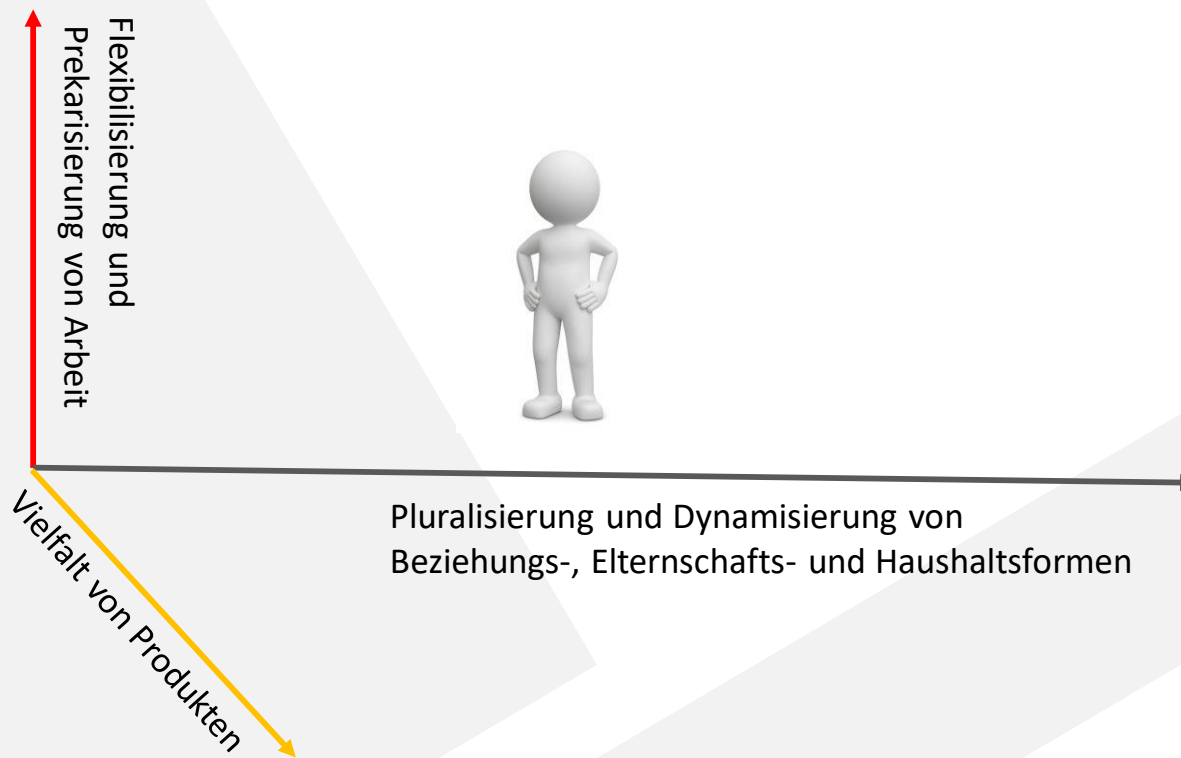 Flexibilisierung und
Prekarisierung von Arbeit
Pluralisierung und Dynamisierung von
Beziehungs-, Elternschafts- und Haushaltsformen
Vielfalt von Produkten